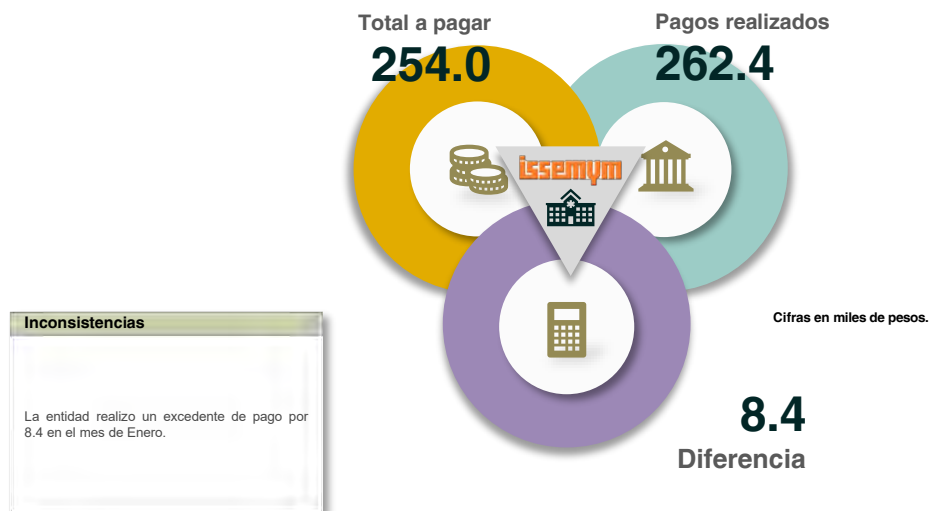 Total a pagar
254.0
Pagos realizados
262.4
issemym
Inconsistencias
La entidad realizo un excedente de pago por
8.4 en el mes de Enero.
Cifras en miles de pesos.
8.4
Diferencia